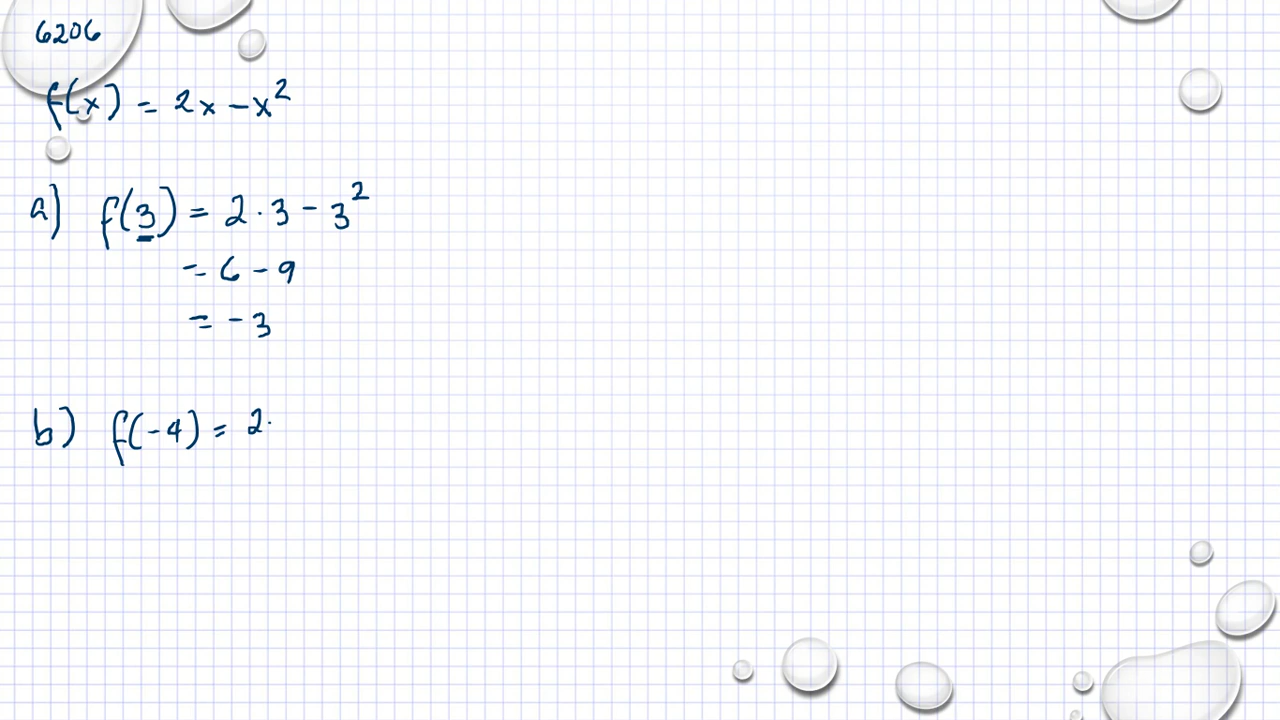 6206
f(x) = 2x - x²
a) f(3) = 2 · 3 - 3²
= 6 - 9
= - 3
b) f(-4) = 2·